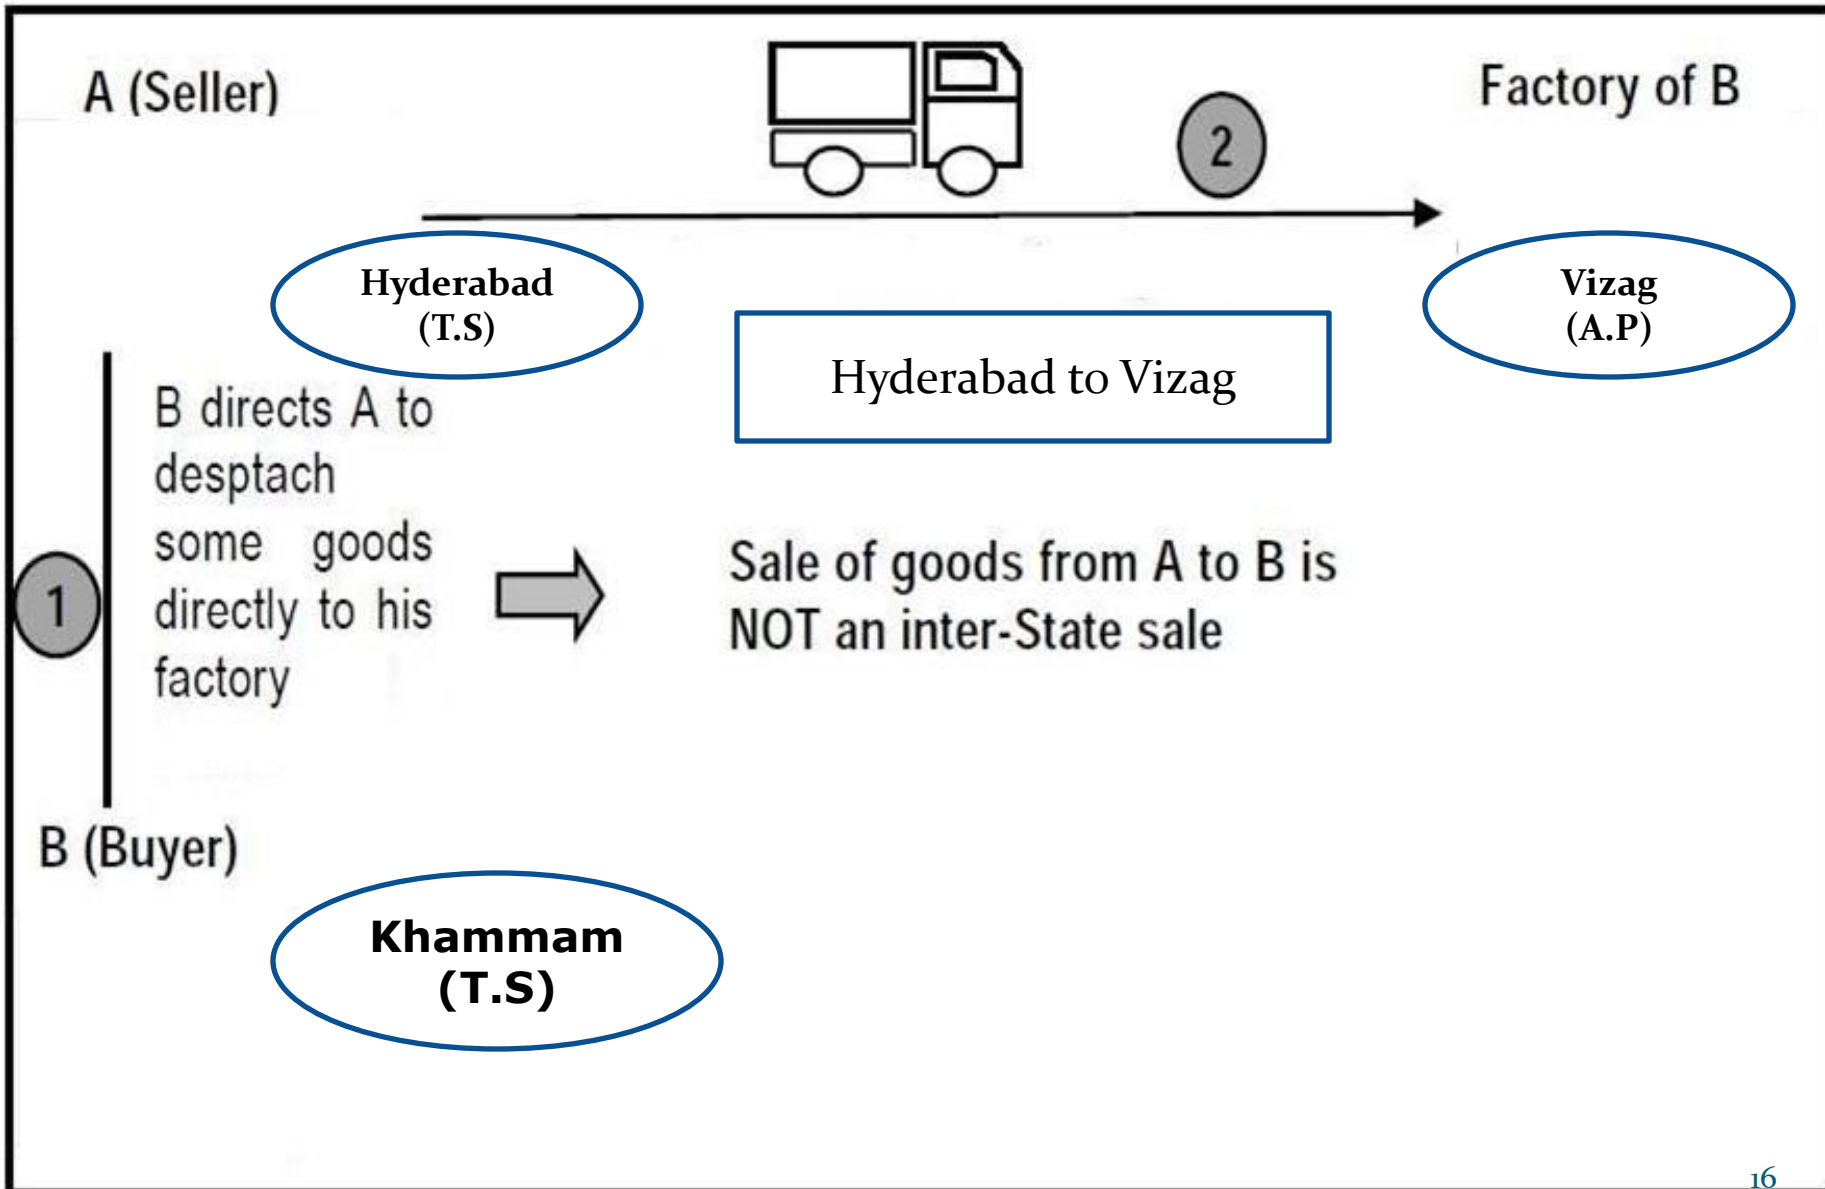 A (Seller)
Factory of B
2
Hyderabad
(T.S)
Vizag
(A.P)
Hyderabad to Vizag
B directs A to
desptach
some goods
directly to his
factory
1
Sale of goods from A to B is
NOT an inter-State sale
B (Buyer)
Khammam
(T.S)
16